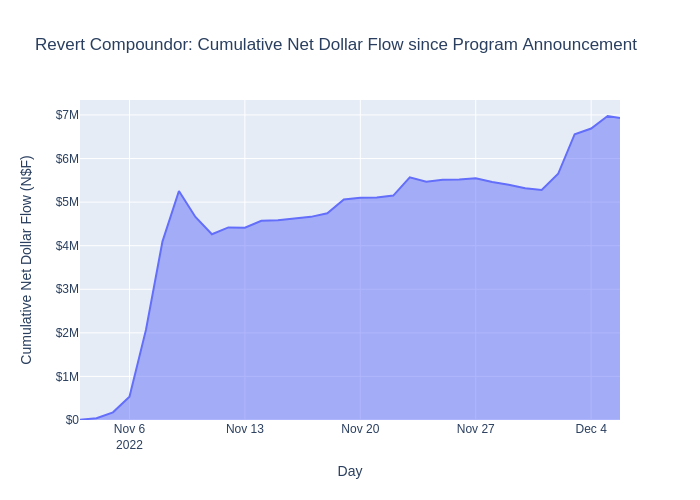 Revert Compoundor: Cumulative Net Dollar Flow since Program Announcement
Cumulative Net Dollar Flow (N$F)
$7M
$6M
$5M
$4M
$3M
$2M
$1M
$0
Nov 6
2022
Nov 13
Nov 20
Nov 27
Dec 4
Day